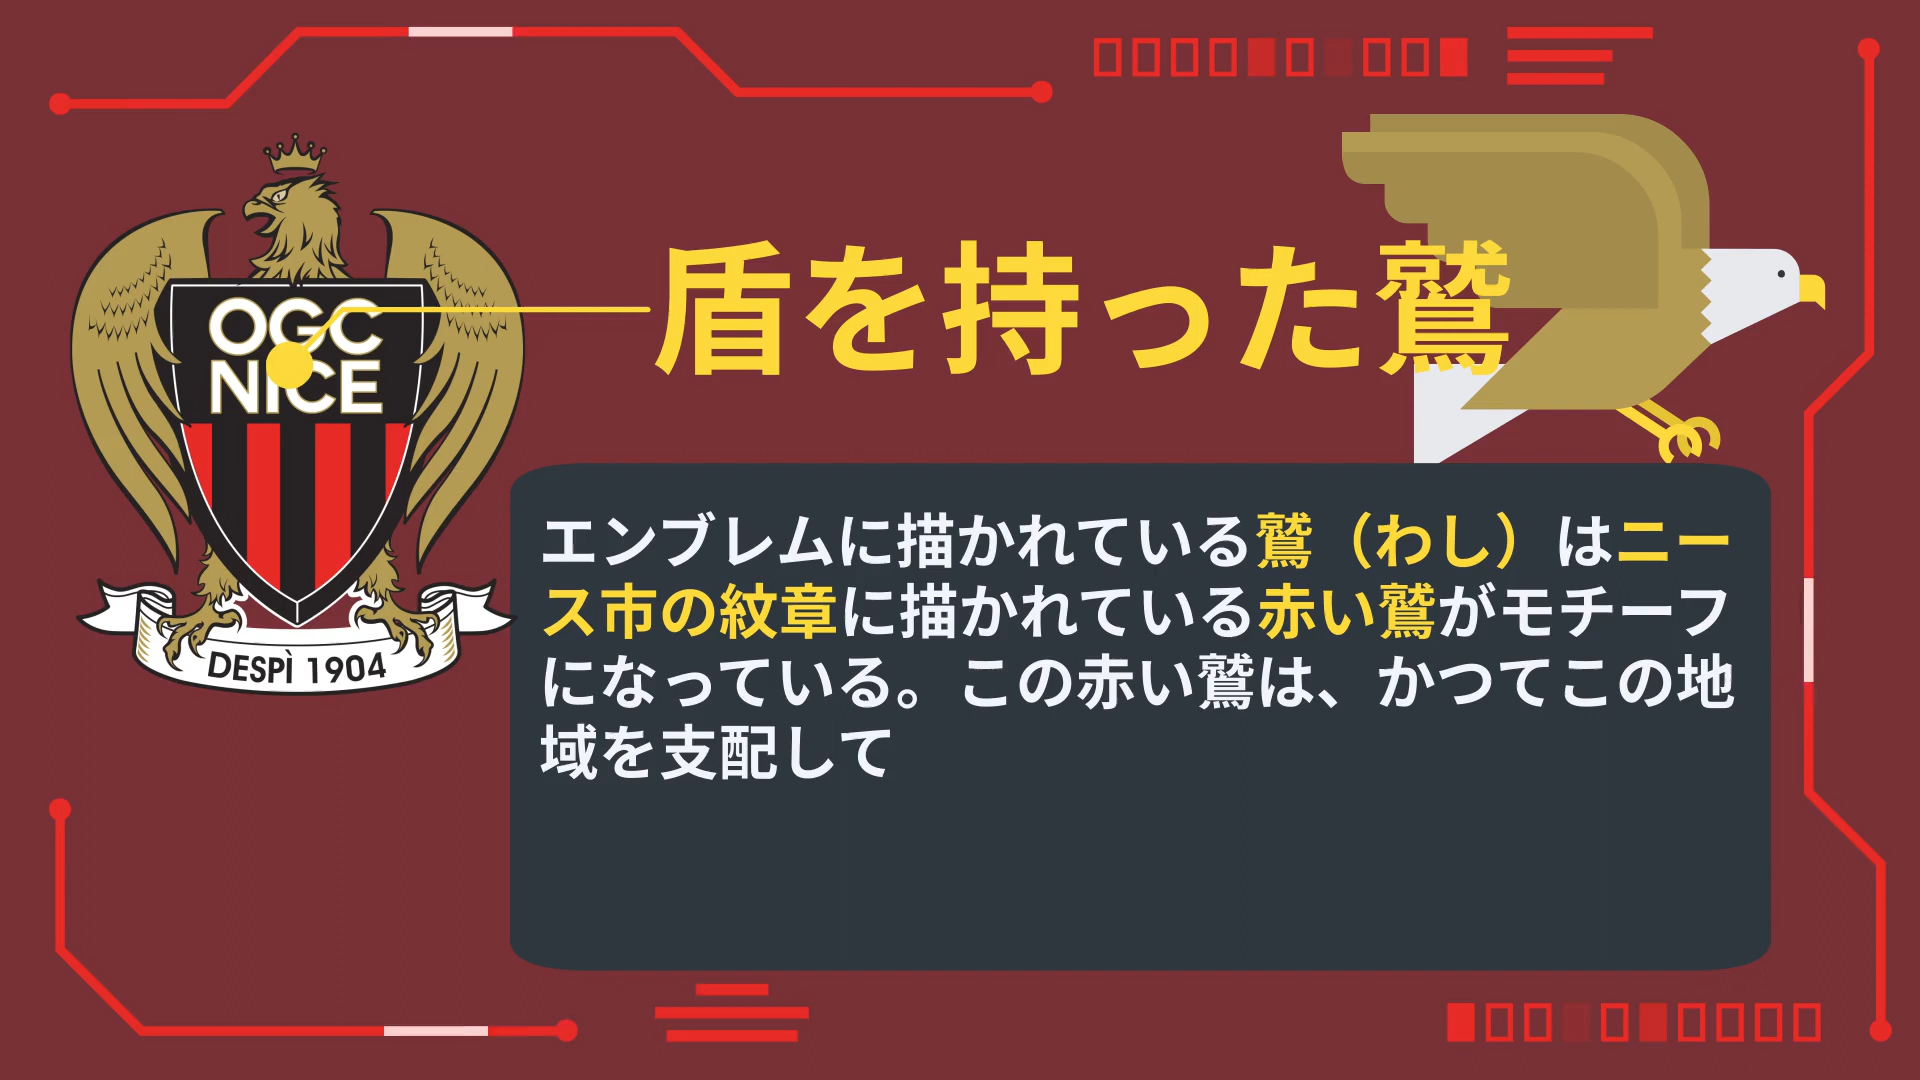 盾を持った鷲
OGC
NICE
DESPÌ 1904
エンブレムに描かれている鷲（わし）はニー
ス市の紋章に描かれている赤い鷲がモチーフ
になっている。この赤い鷲は、かつてこの地
域を支配して